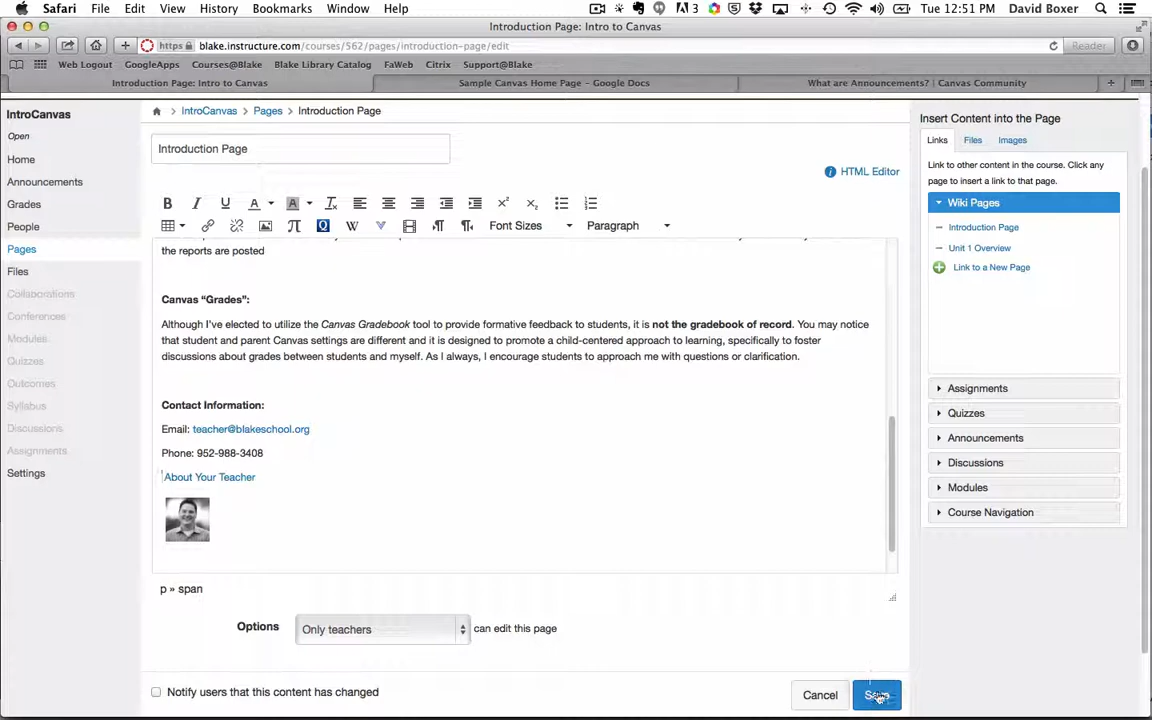 Safari File Edit View History Bookmarks Window Help 3 Tue 12:51 PM David Boxer
Introduction Page: Intro to Canvas
https blake.instructure.com/courses/562/pages/introduction-page/edit Reader
Web Logout GoogleApps Courses@Blake Blake Library Catalog FaWeb Citrix Support@Blake
Introduction Page: Intro to Canvas Sample Canvas Home Page – Google Docs What are Announcements? | Canvas Community
IntroCanvas
Open
Home
Announcements
Grades
People
Pages
Files
Collaborations
Conferences
Modules
Quizzes
Outcomes
Syllabus
Discussions
Assignments
Settings
IntroCanvas Pages Introduction Page
Introduction Page
HTML Editor
B I U A A Font Sizes Paragraph
the reports are posted
Canvas “Grades”:
Although I've elected to utilize the Canvas Gradebook tool to provide formative feedback to students, it is not the gradebook of record. You may notice
that student and parent Canvas settings are different and it is designed to promote a child-centered approach to learning, specifically to foster
discussions about grades between students and myself. As I always, I encourage students to approach me with questions or clarification.
Contact Information:
Email: teacher@blakeschool.org
Phone: 952-988-3408
About Your Teacher
p » span
Options Only teachers can edit this page
Notify users that this content has changed
Cancel Save
Insert Content into the Page
Links Files Images
Link to other content in the course. Click any
page to insert a link to that page.
Wiki Pages
Introduction Page
Unit 1 Overview
Link to a New Page
Assignments
Quizzes
Announcements
Discussions
Modules
Course Navigation